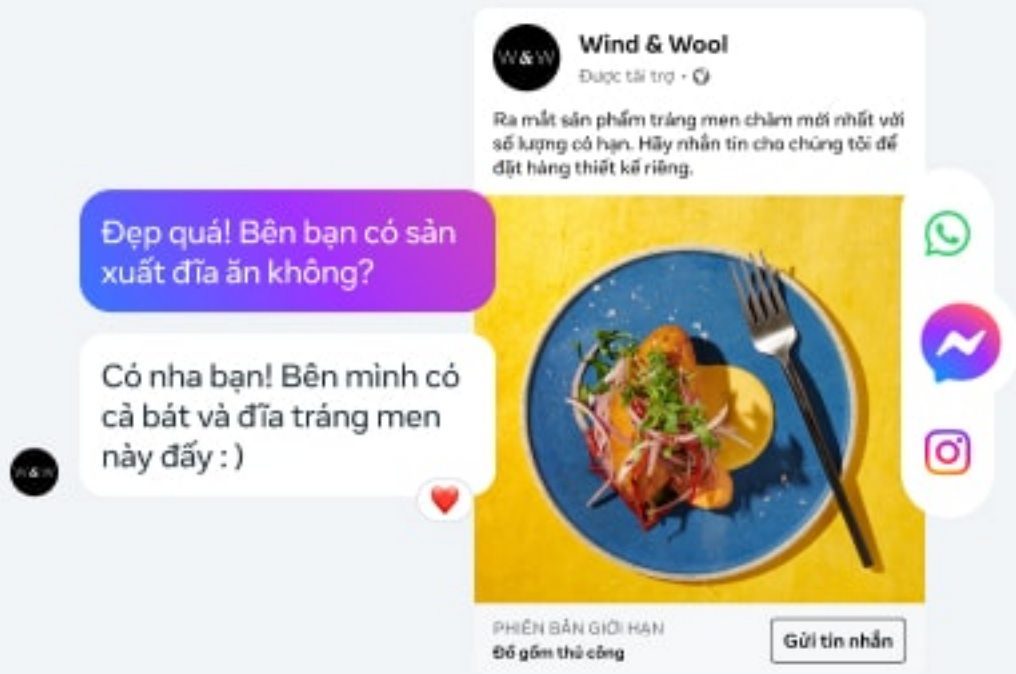 W&W
Wind & Wool
Được tài trợ
Ra mắt sản phẩm tráng men chàm mới nhất với
số lượng có hạn. Hãy nhắn tin cho chúng tôi để
đặt hàng thiết kế riêng.
Đẹp quá! Bên bạn có sản
xuất đĩa ăn không?
Có nha bạn! Bên mình có
cả bát và đĩa tráng men
này đấy : )
W&W
PHIÊN BẢN GIỚI HẠN
Đồ gốm thủ công
Gửi tin nhắn